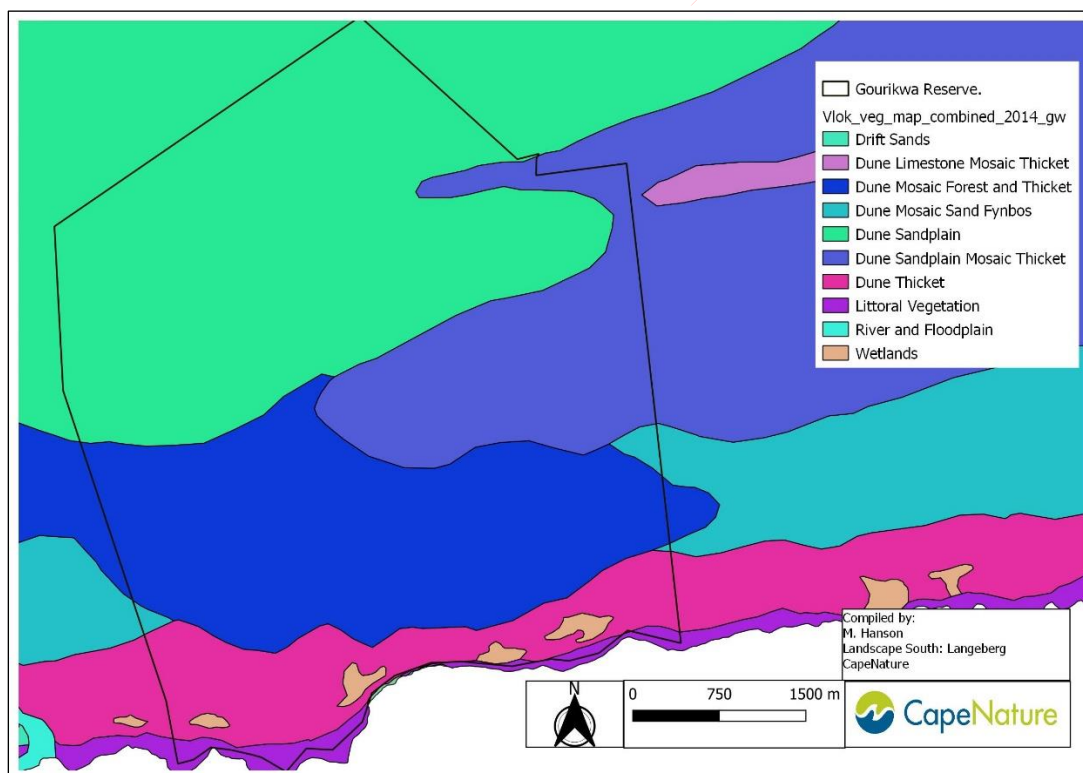 Gourikwa Reserve.
Vlok_veg_map_combined_2014_gw
Drift Sands
Dune Limestone Mosaic Thicket
Dune Mosaic Forest and Thicket
Dune Mosaic Sand Fynbos
Dune Sandplain
Dune Sandplain Mosaic Thicket
Dune Thicket
Littoral Vegetation
River and Floodplain
Wetlands
Compiled by:
M. Hanson
Landscape South: Langeberg
CapeNature
N
0 750 1500 m
CapeNature